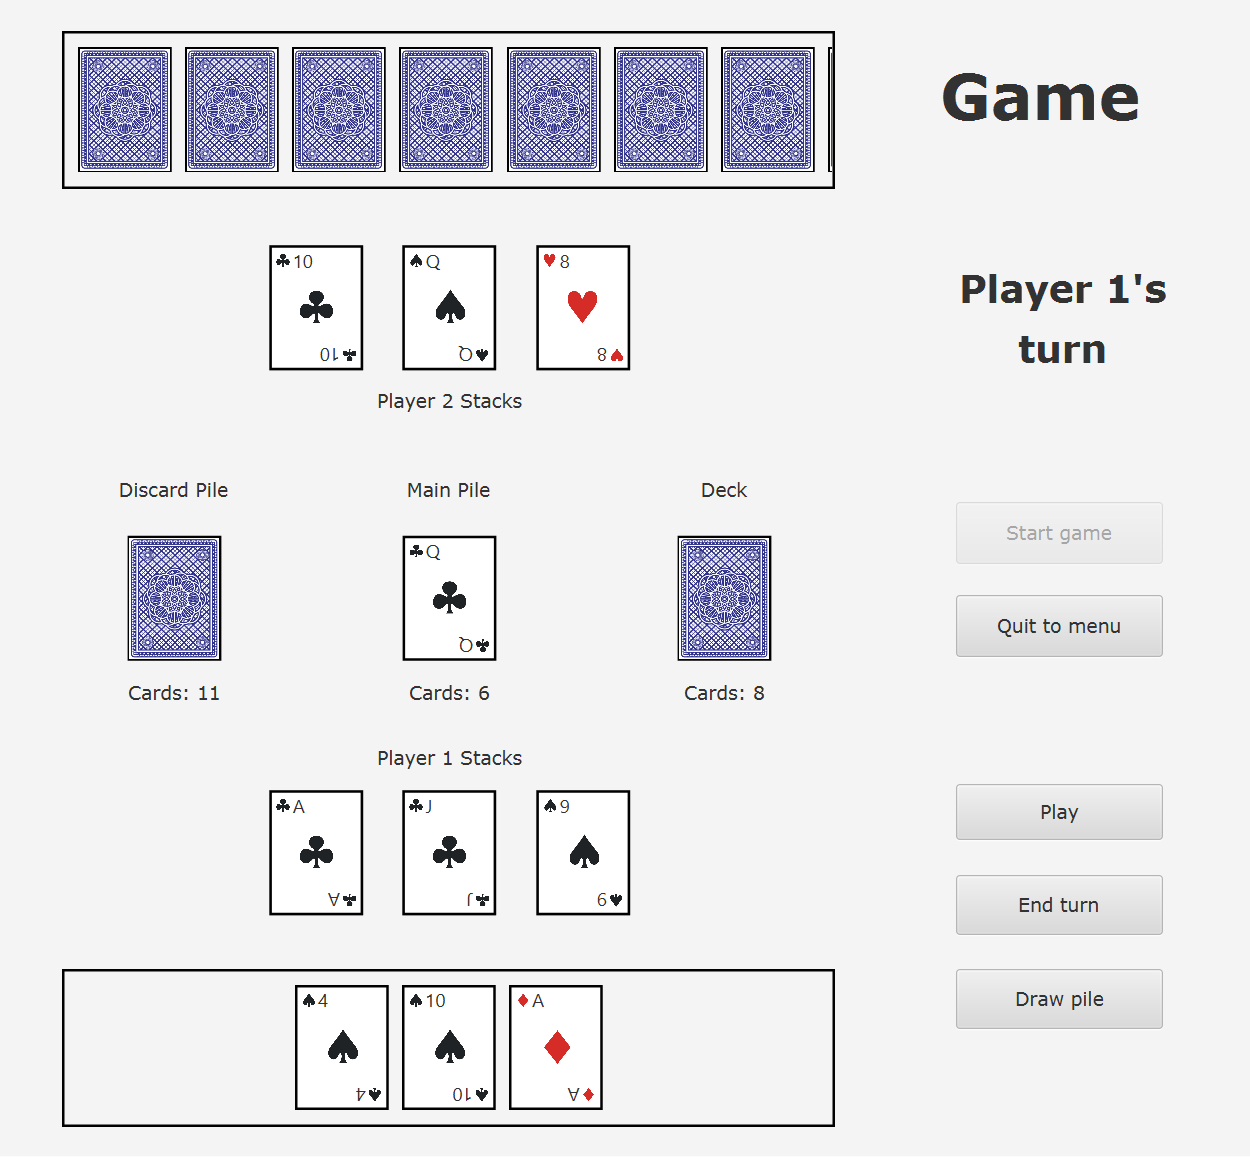 Game
10
10
Q
Q
8
8
Player 2 Stacks
Player 1's
turn
Discard Pile
Main Pile
Deck
Q
Q
Cards: 11
Cards: 6
Cards: 8
Start game
Quit to menu
Player 1 Stacks
A
A
J
J
9
9
Play
End turn
Draw pile
4
4
10
10
A
A